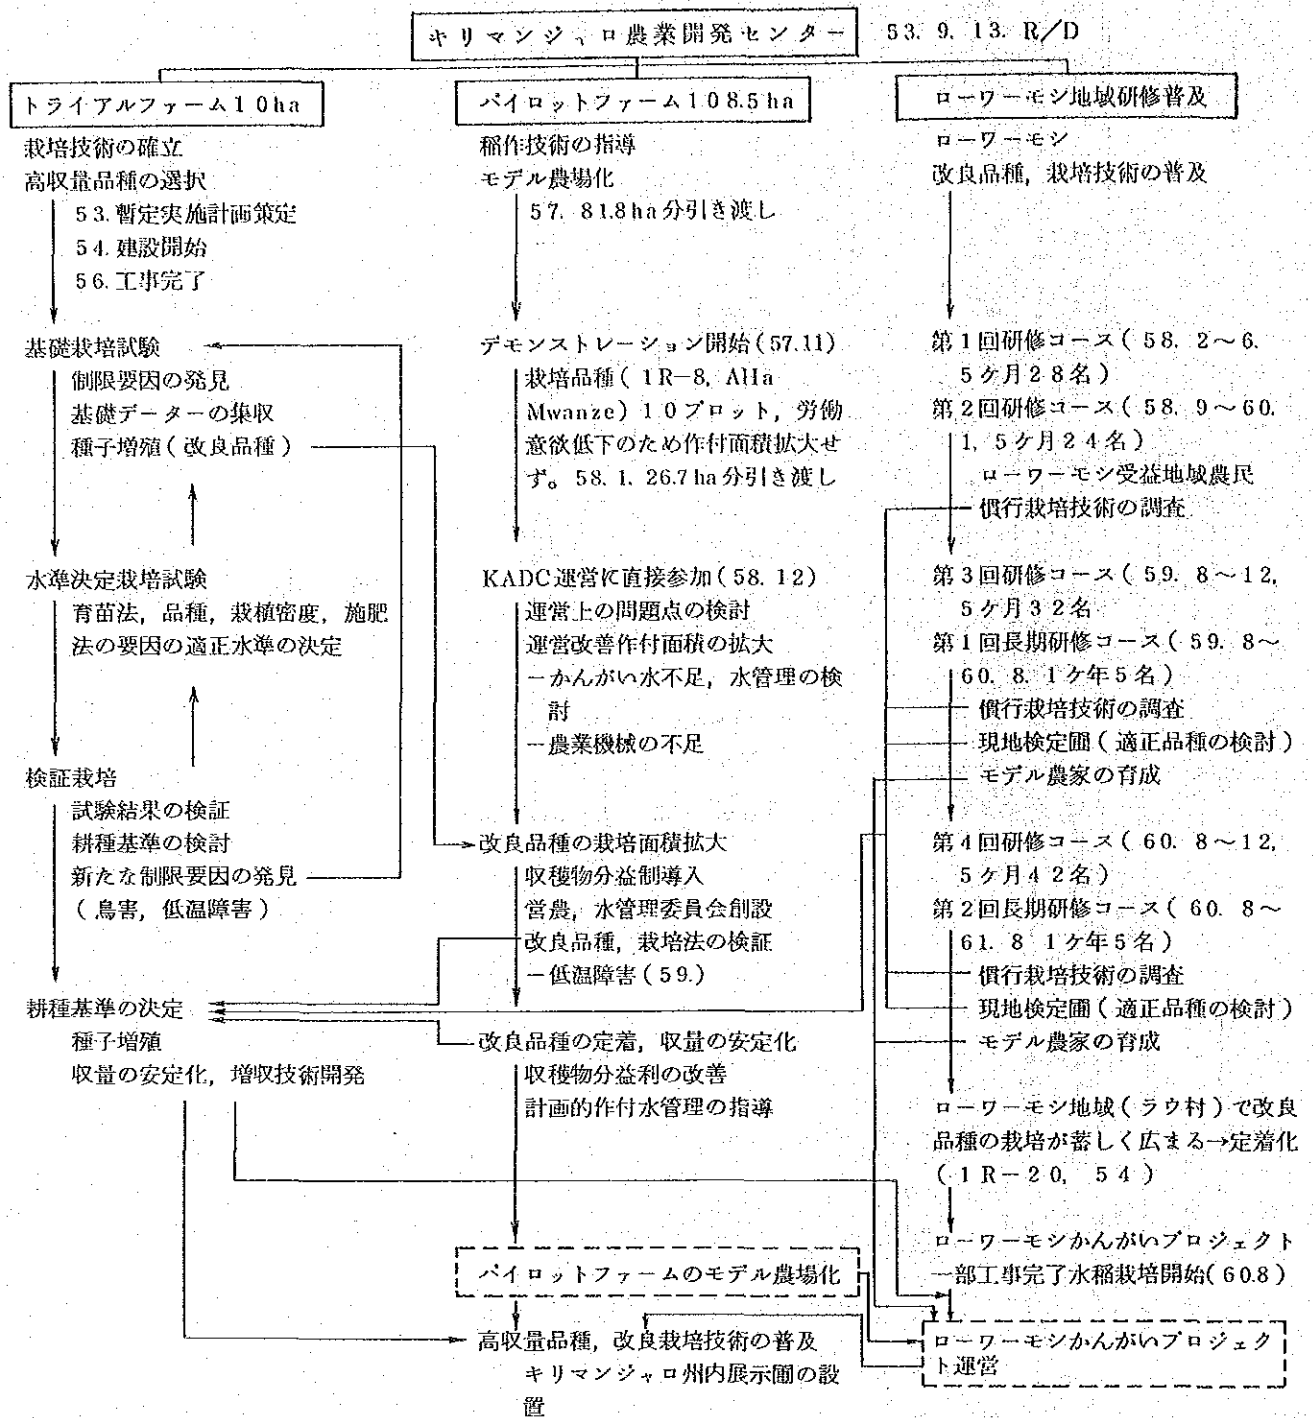 キリマンジャロ農業開発センター 53. 9. 13. R/D
トライアルファーム10ha
栽培技術の確立
高収量品種の選択
53.暫定実施計画策定
54.建設開始
56.工事完了
基礎栽培試験
制限要因の発見
基礎データーの集収
種子増殖(改良品種)
水準決定栽培試験
育苗法,品種,栽植密度,施肥
法の要因の適正水準の決定
検証栽培
試験結果の検証
耕種基準の検討
新たな制限要因の発見
(鳥害,低温障害)
耕種基準の決定
種子増殖
収量の安定化,増収技術開発
パイロットファーム108.5ha
稲作技術の指導
モデル農場化
57. 81.8ha分引き渡し
デモンストレーション開始(57.11)
栽培品種(1R-8, AHa
Mwanze)10プロット,労働
意欲低下のため作付面積拡大せ
ず。58.1. 26.7ha分引き渡し
KADC運営に直接参加(58. 12)
運営上の問題点の検討
運営改善作付面積の拡大
-かんがい水不足,水管理の検
討
-農業機械の不足
改良品種の栽培面積拡大
収穫物分益制導入
営農,水管理委員会創設
改良品種,栽培法の検証
-低温障害(59.)
改良品種の定着,収量の安定化
収穫物分益利の改善
計画的作付水管理の指導
パイロットファームのモデル農場化
高収量品種,改良栽培技術の普及
キリマンジャロ州内展示圃の設
置
ローワーモシ地域研修普及
ローワーモシ
改良品種,栽培技術の普及
第1回研修コース(58. 2~6.
5ケ月28名)
第2回研修コース(58. 9~60.
1, 5ケ月24名)
ローワーモシ受益地域農民
慣行栽培技術の調査
第3回研修コース(59. 8~12,
5ケ月32名
第1回長期研修コース(59. 8~
60. 8. 1ケ年5名)
慣行栽培技術の調査
現地検定圃(適正品種の検討)
モデル農家の育成
第4回研修コース(60. 8~12,
5ケ月42名)
第2回長期研修コース(60. 8~
61. 8 1ケ年5名)
慣行栽培技術の調査
現地検定圃(適正品種の検討)
モデル農家の育成
ローワーモシ地域(ラウ村)で改良
品種の栽培が蓄しく広まる→定着化
(1R-20, 54)
ローワーモシかんがいプロジェクト
一部工事完了水稲栽培開始(60.8)
ローワーモシかんがいプロジェク
ト運営